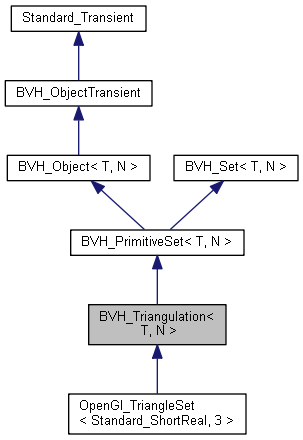 Standard_Transient
BVH_ObjectTransient
BVH_Object< T, N >
BVH_Set< T, N >
BVH_PrimitiveSet< T, N >
BVH_Triangulation<
T, N >
OpenGl_TriangleSet
< Standard_ShortReal, 3 >